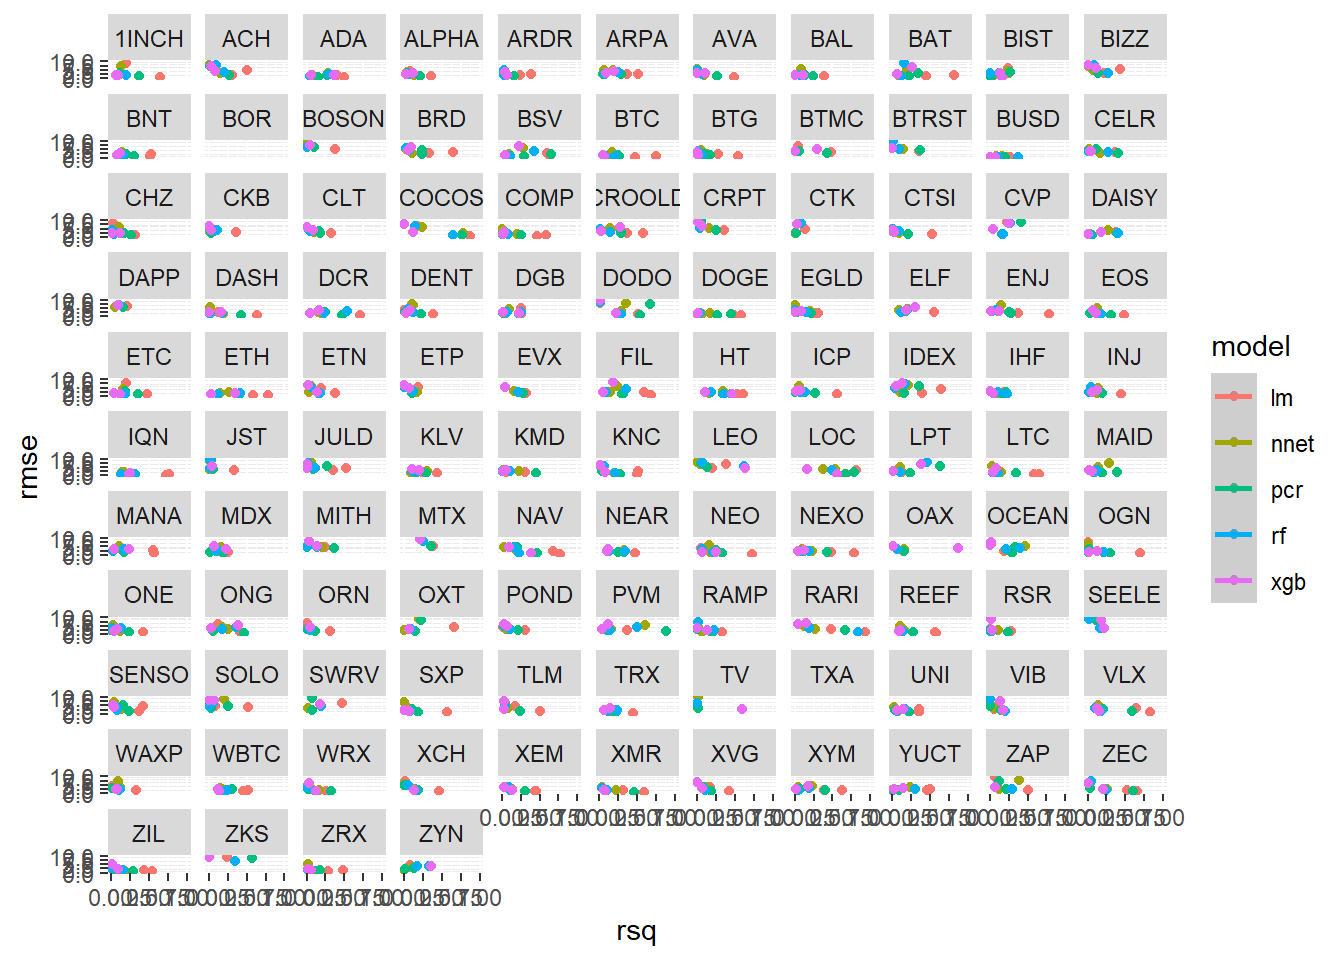 1INCH ACH ADA ALPHA ARDR ARPA AVA BAL BAT BIST BIZZ
BNT BOR BOSON BRD BSV BTC BTG BTMC BTRST BUSD CELR
CHZ CKB CLT COCOS COMP CROOLD CRPT CTK CTSI CVP DAISY
DAPP DASH DCR DENT DGB DODO DOGE EGLD ELF ENJ EOS
ETC ETH ETN ETP EVX FIL HT ICP IDEX IHF INJ
IQN JST JULD KLV KMD KNC LEO LOC LPT LTC MAID
MANA MDX MITH MTX NAV NEAR NEO NEXO OAX OCEAN OGN
ONE ONG ORN OXT POND PVM RAMP RARI REEF RSR SEELE
SENSO SOLO SWRV SXP TLM TRX TV TXA UNI VIB VLX
WAXP WBTC WRX XCH XEM XMR XVG XYM YUCT ZAP ZEC
ZIL ZKS ZRX ZYN
rsq
rmse
model
lm
nnet
pcr
rf
xgb